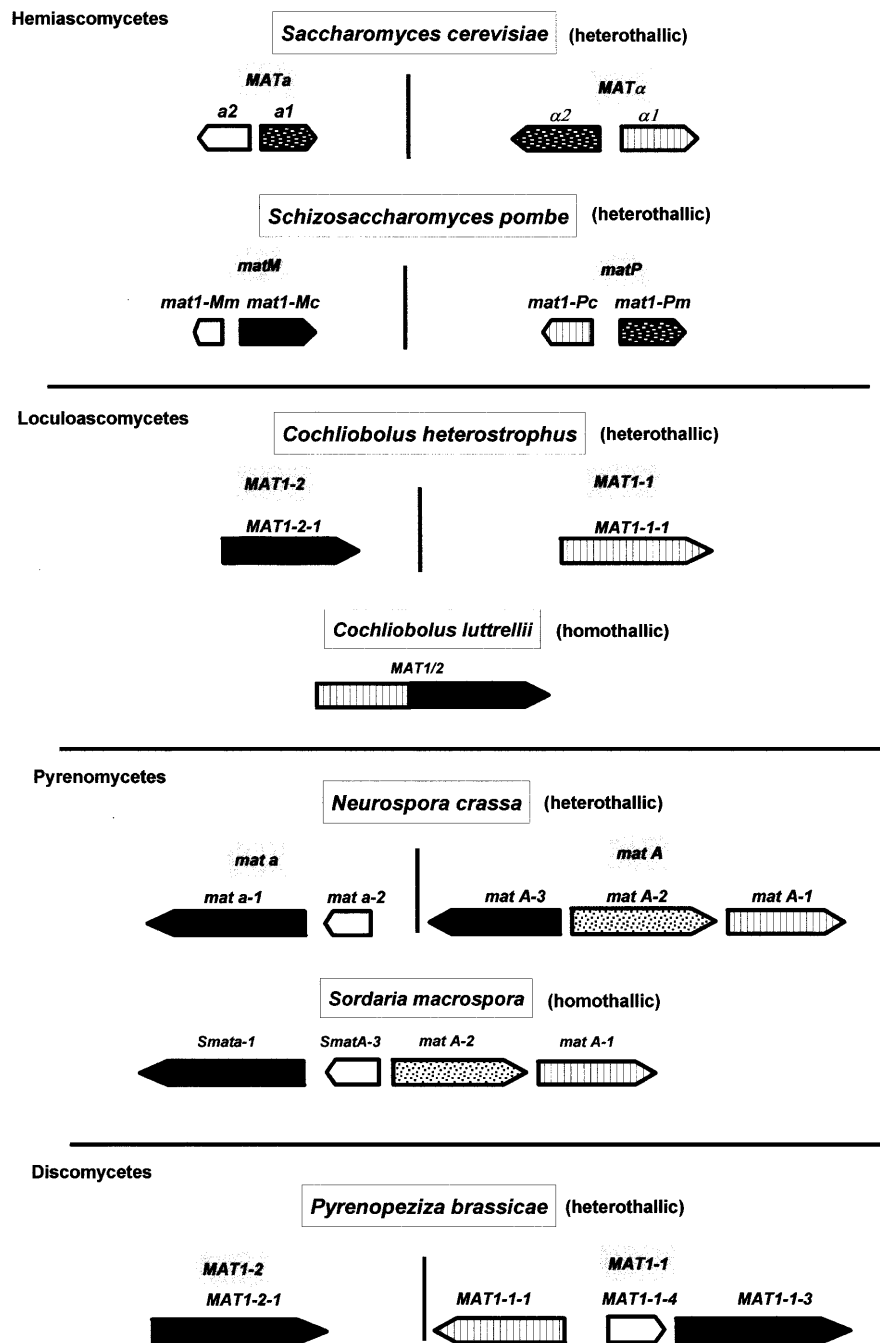 Hemiascomycetes
Saccharomyces cerevisiae (heterothallic)
MATa MATα
a2 a1 α2 α1
Schizosaccharomyces pombe (heterothallic)
matM matP
mat1-Mm mat1-Mc mat1-Pc mat1-Pm
Loculoascomycetes
Cochliobolus heterostrophus (heterothallic)
MAT1-2 MAT1-1
MAT1-2-1 MAT1-1-1
Cochliobolus luttrellii (homothallic)
MAT1/2
Pyrenomycetes
Neurospora crassa (heterothallic)
mat a mat A
mat a-1 mat a-2 mat A-3 mat A-2 mat A-1
Sordaria macrospora (homothallic)
Smata-1 SmatA-3 mat A-2 mat A-1
Discomycetes
Pyrenopeziza brassicae (heterothallic)
MAT1-2 MAT1-1
MAT1-2-1 MAT1-1-1 MAT1-1-4 MAT1-1-3